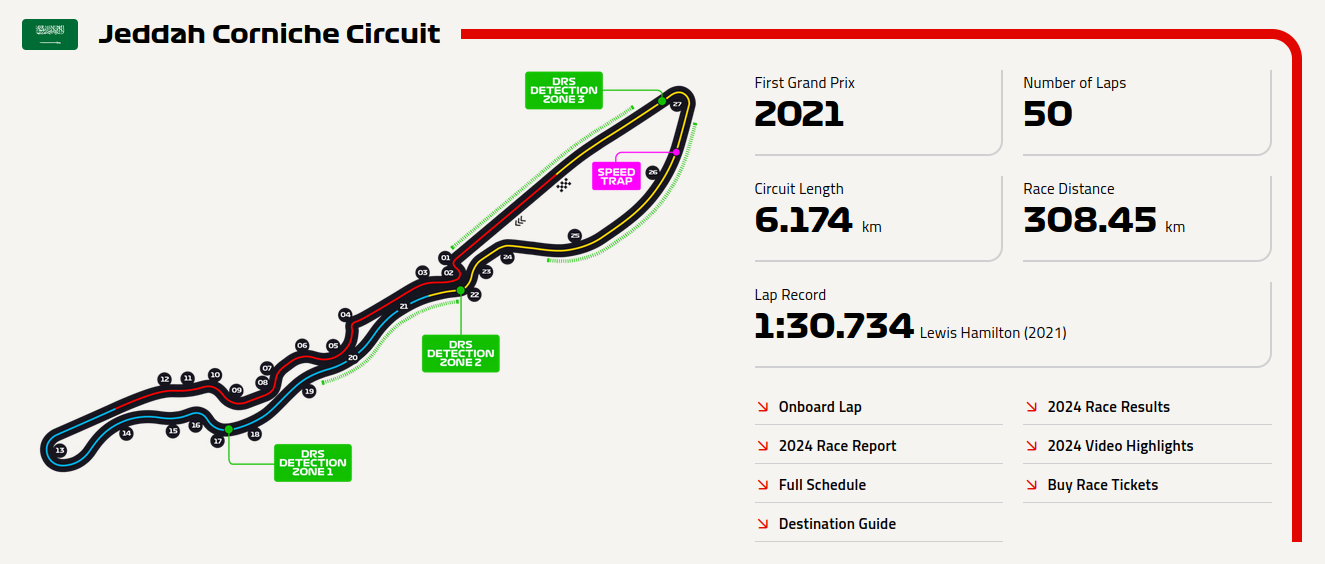 Jeddah Corniche Circuit
DRS
DETECTION
ZONE 3
27
SPEED
TRAP
26
25
24
23
22
01
02
03
21
04
DRS
DETECTION
ZONE 2
05
06
20
07
08
19
09
10
11
12
13
14
15
16
17
18
DRS
DETECTION
ZONE 1
First Grand Prix
2021
Number of Laps
50
Circuit Length
6.174 km
Race Distance
308.45 km
Lap Record
1:30.734 Lewis Hamilton (2021)
Onboard Lap
2024 Race Results
2024 Race Report
2024 Video Highlights
Full Schedule
Buy Race Tickets
Destination Guide